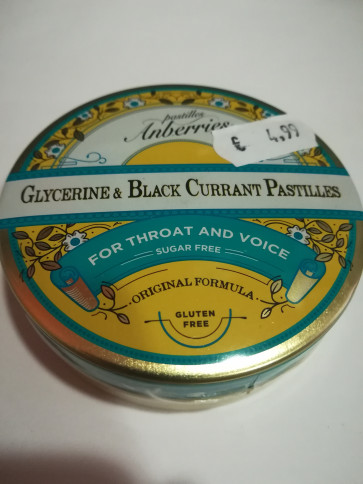 pastilles
Anberries
€ 4,99
GLYCERINE & BLACK CURRANT PASTILLES
FOR THROAT AND VOICE
SUGAR FREE
·ORIGINAL FORMULA·
GLUTEN
FREE